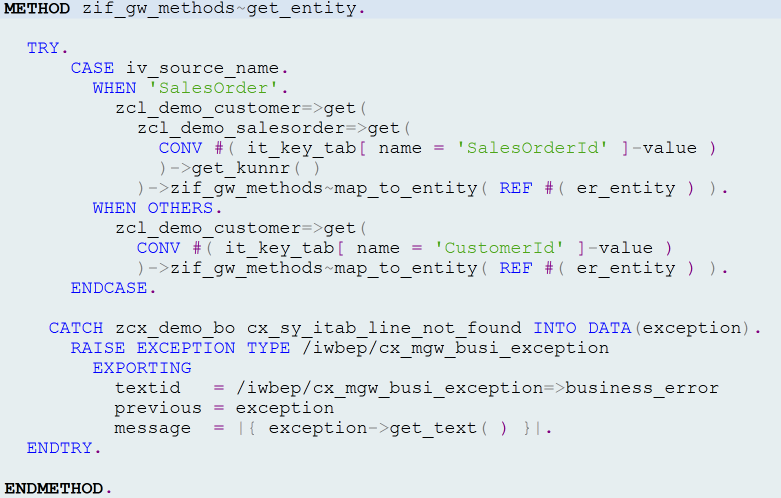 METHOD zif_gw_methods~get_entity.
TRY.
CASE iv_source_name.
WHEN 'SalesOrder'.
zcl_demo_customer=>get(
zcl_demo_salesorder=>get(
CONV #( it_key_tab[ name = 'SalesOrderId' ]-value )
)->get_kunnr( )
)->zif_gw_methods~map_to_entity( REF #( er_entity ) ).
WHEN OTHERS.
zcl_demo_customer=>get(
CONV #( it_key_tab[ name = 'CustomerId' ]-value )
)->zif_gw_methods~map_to_entity( REF #( er_entity ) ).
ENDCASE.
CATCH zcx_demo_bo cx_sy_itab_line_not_found INTO DATA(exception).
RAISE EXCEPTION TYPE /iwbep/cx_mgw_busi_exception
EXPORTING
textid = /iwbep/cx_mgw_busi_exception=>business_error
previous = exception
message = |{ exception->get_text( ) }|.
ENDTRY.
ENDMETHOD.